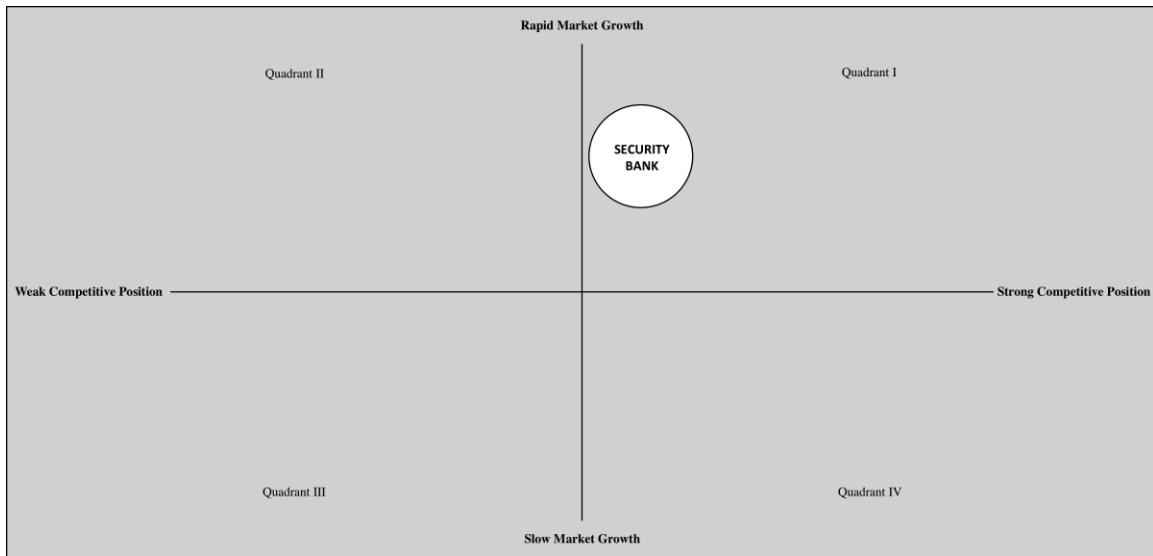 Rapid Market Growth
Quadrant II
Quadrant I
SECURITY
BANK
Weak Competitive Position
Strong Competitive Position
Quadrant III
Quadrant IV
Slow Market Growth